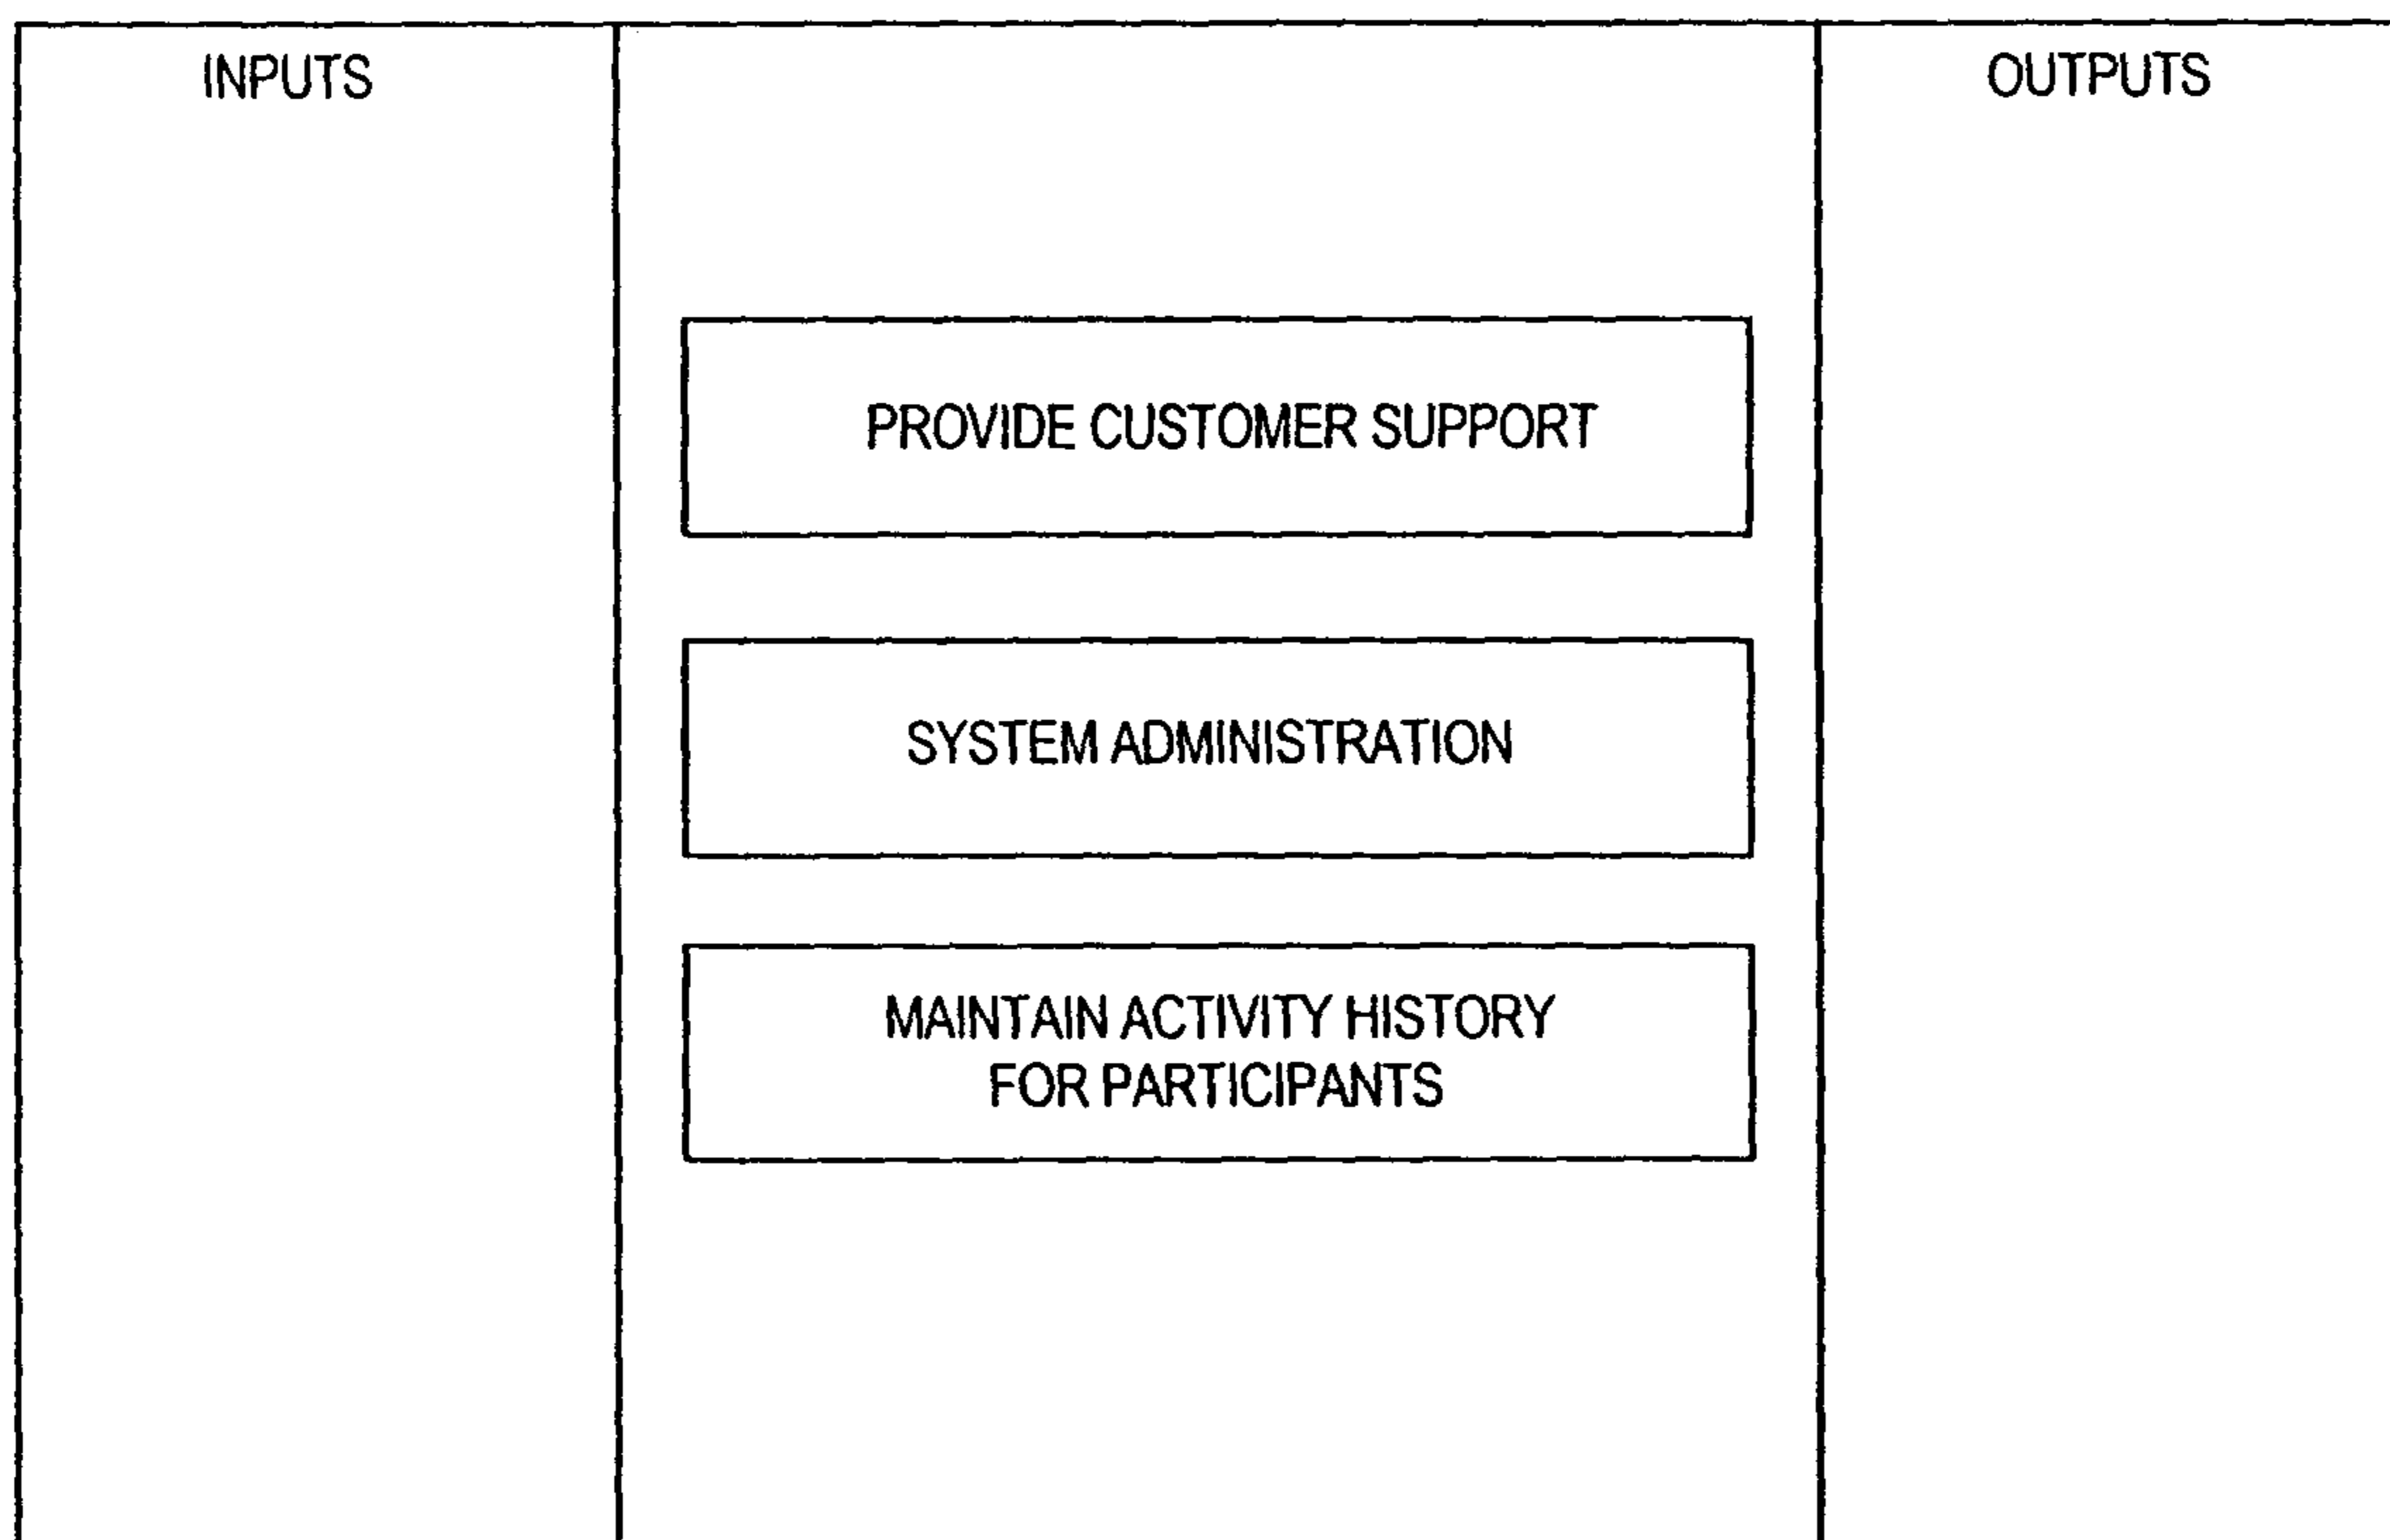 INPUTS
OUTPUTS
PROVIDE CUSTOMER SUPPORT
SYSTEM ADMINISTRATION
MAINTAIN ACTIVITY HISTORY
FOR PARTICIPANTS